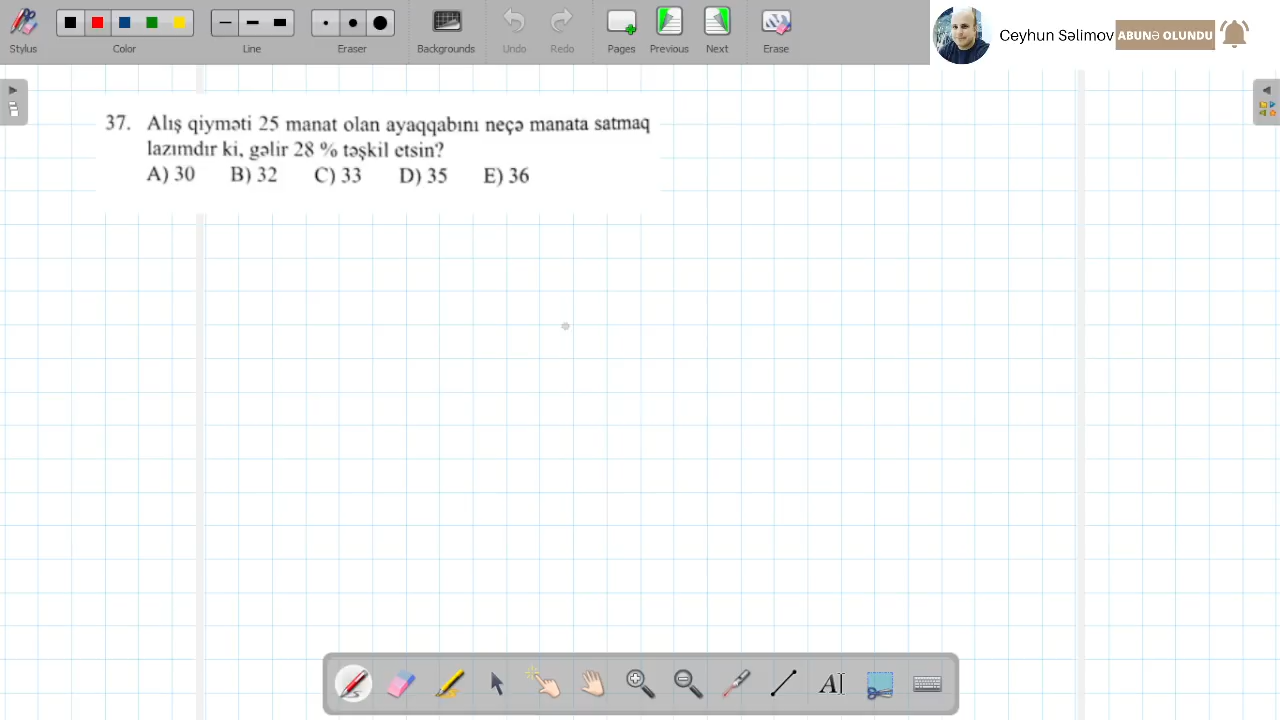 Stylus Color Line Eraser Backgrounds Undo Redo Pages Previous Next Erase
Ceyhun Səlimov ABUNƏ OLUNDU
37. Alış qiyməti 25 manat olan ayaqqabını neçə manata satmaq
lazımdır ki, gəlir 28 % təşkil etsin?
A) 30 B) 32 C) 33 D) 35 E) 36